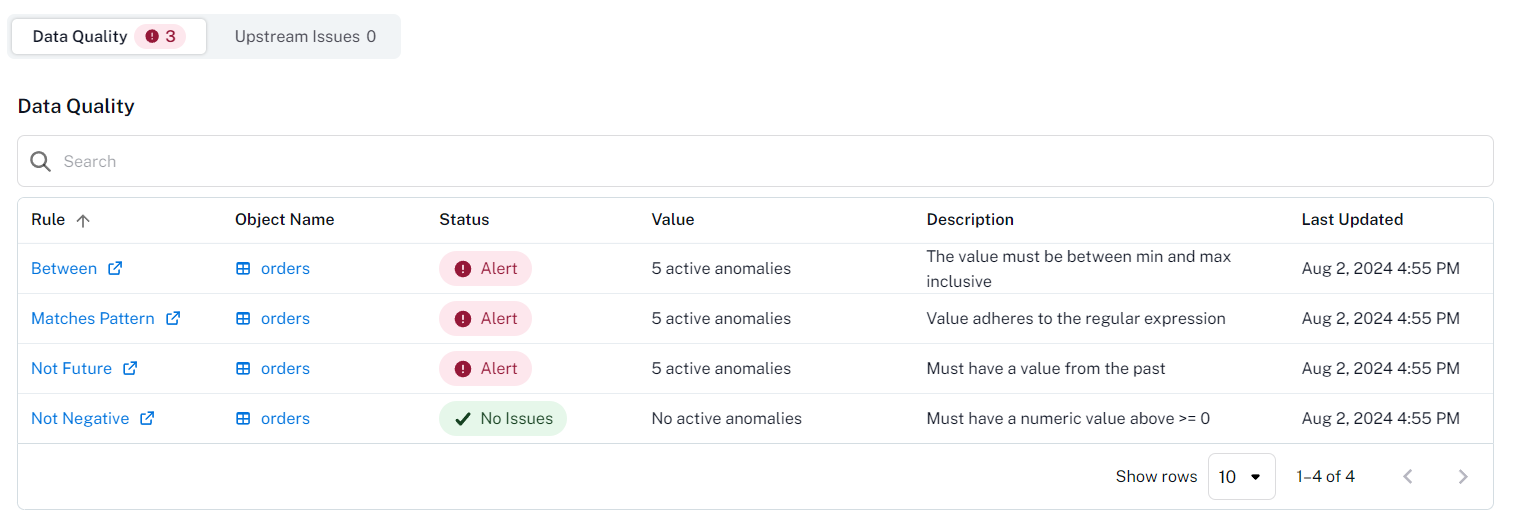 Data Quality 3 Upstream Issues 0
Data Quality
Search
Rule Object Name Status Value Description Last Updated
Between orders Alert 5 active anomalies The value must be between min and max inclusive Aug 2, 2024 4:55 PM
Matches Pattern orders Alert 5 active anomalies Value adheres to the regular expression Aug 2, 2024 4:55 PM
Not Future orders Alert 5 active anomalies Must have a value from the past Aug 2, 2024 4:55 PM
Not Negative orders No Issues No active anomalies Must have a numeric value above >= 0 Aug 2, 2024 4:55 PM
Show rows 10 1–4 of 4